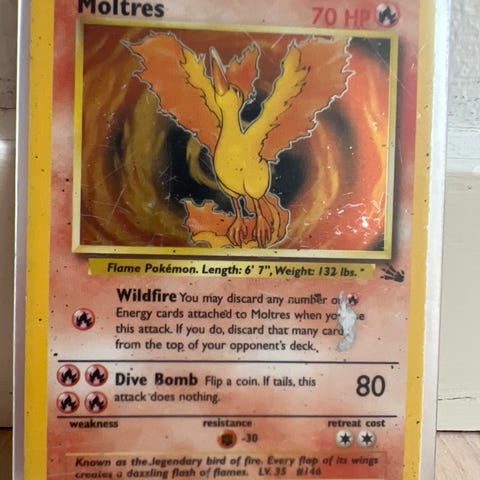 Moltres 70 HP
Flame Pokémon. Length: 6' 7", Weight: 132 lbs.
Wildfire You may discard any number of
Energy cards attached to Moltres when you use
this attack. If you do, discard that many cards
from the top of your opponent's deck.
Dive Bomb Flip a coin. If tails, this 80
attack does nothing.
weakness resistance retreat cost
-30
Known as the legendary bird of fire. Every flap of its wings
creates a dazzling flash of flames. LV. 35 #146